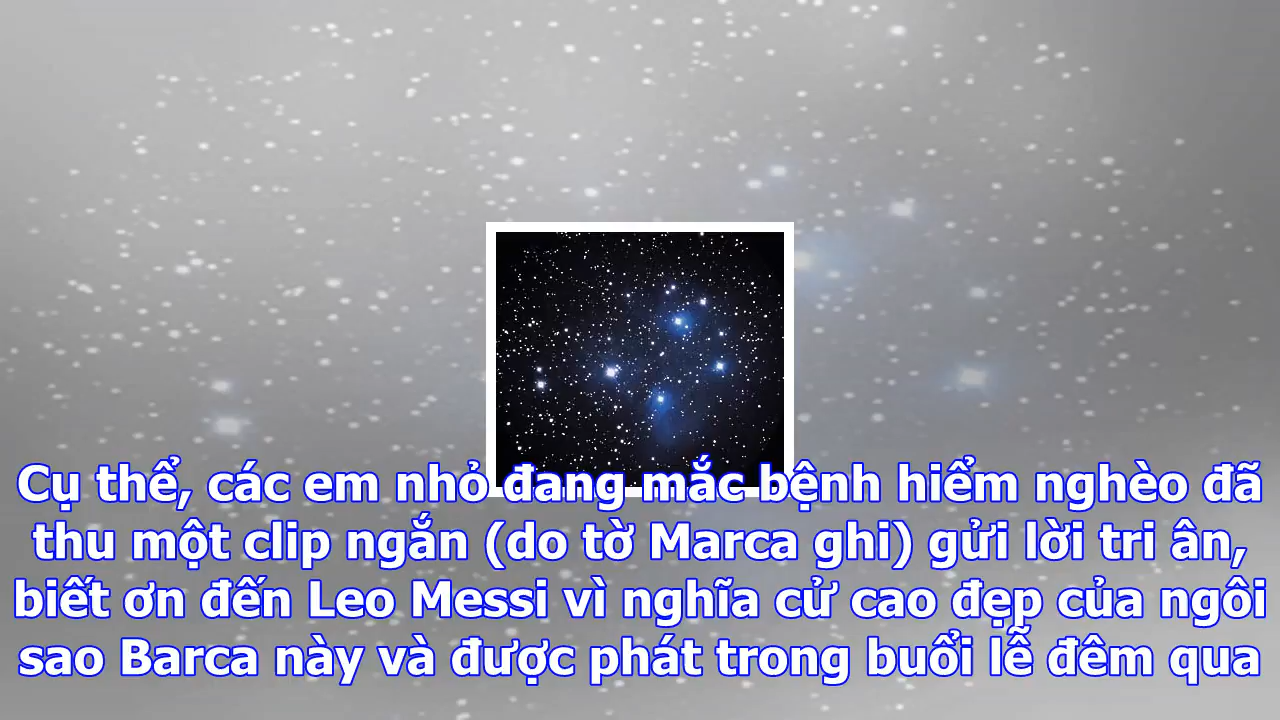 Cụ thể, các em nhỏ đang mắc bệnh hiểm nghèo đã
thu một clip ngắn (do tờ Marca ghi) gửi lời tri ân,
biết ơn đến Leo Messi vì nghĩa cử cao đẹp của ngôi
sao Barca này và được phát trong buổi lễ đêm qua